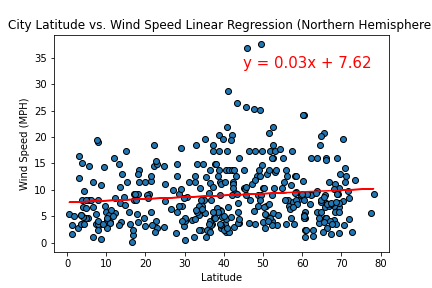 City Latitude vs. Wind Speed Linear Regression (Northern Hemisphere
y = 0.03x + 7.62
Wind Speed (MPH)
35
30
25
20
15
10
5
0
0 10 20 30 40 50 60 70 80
Latitude